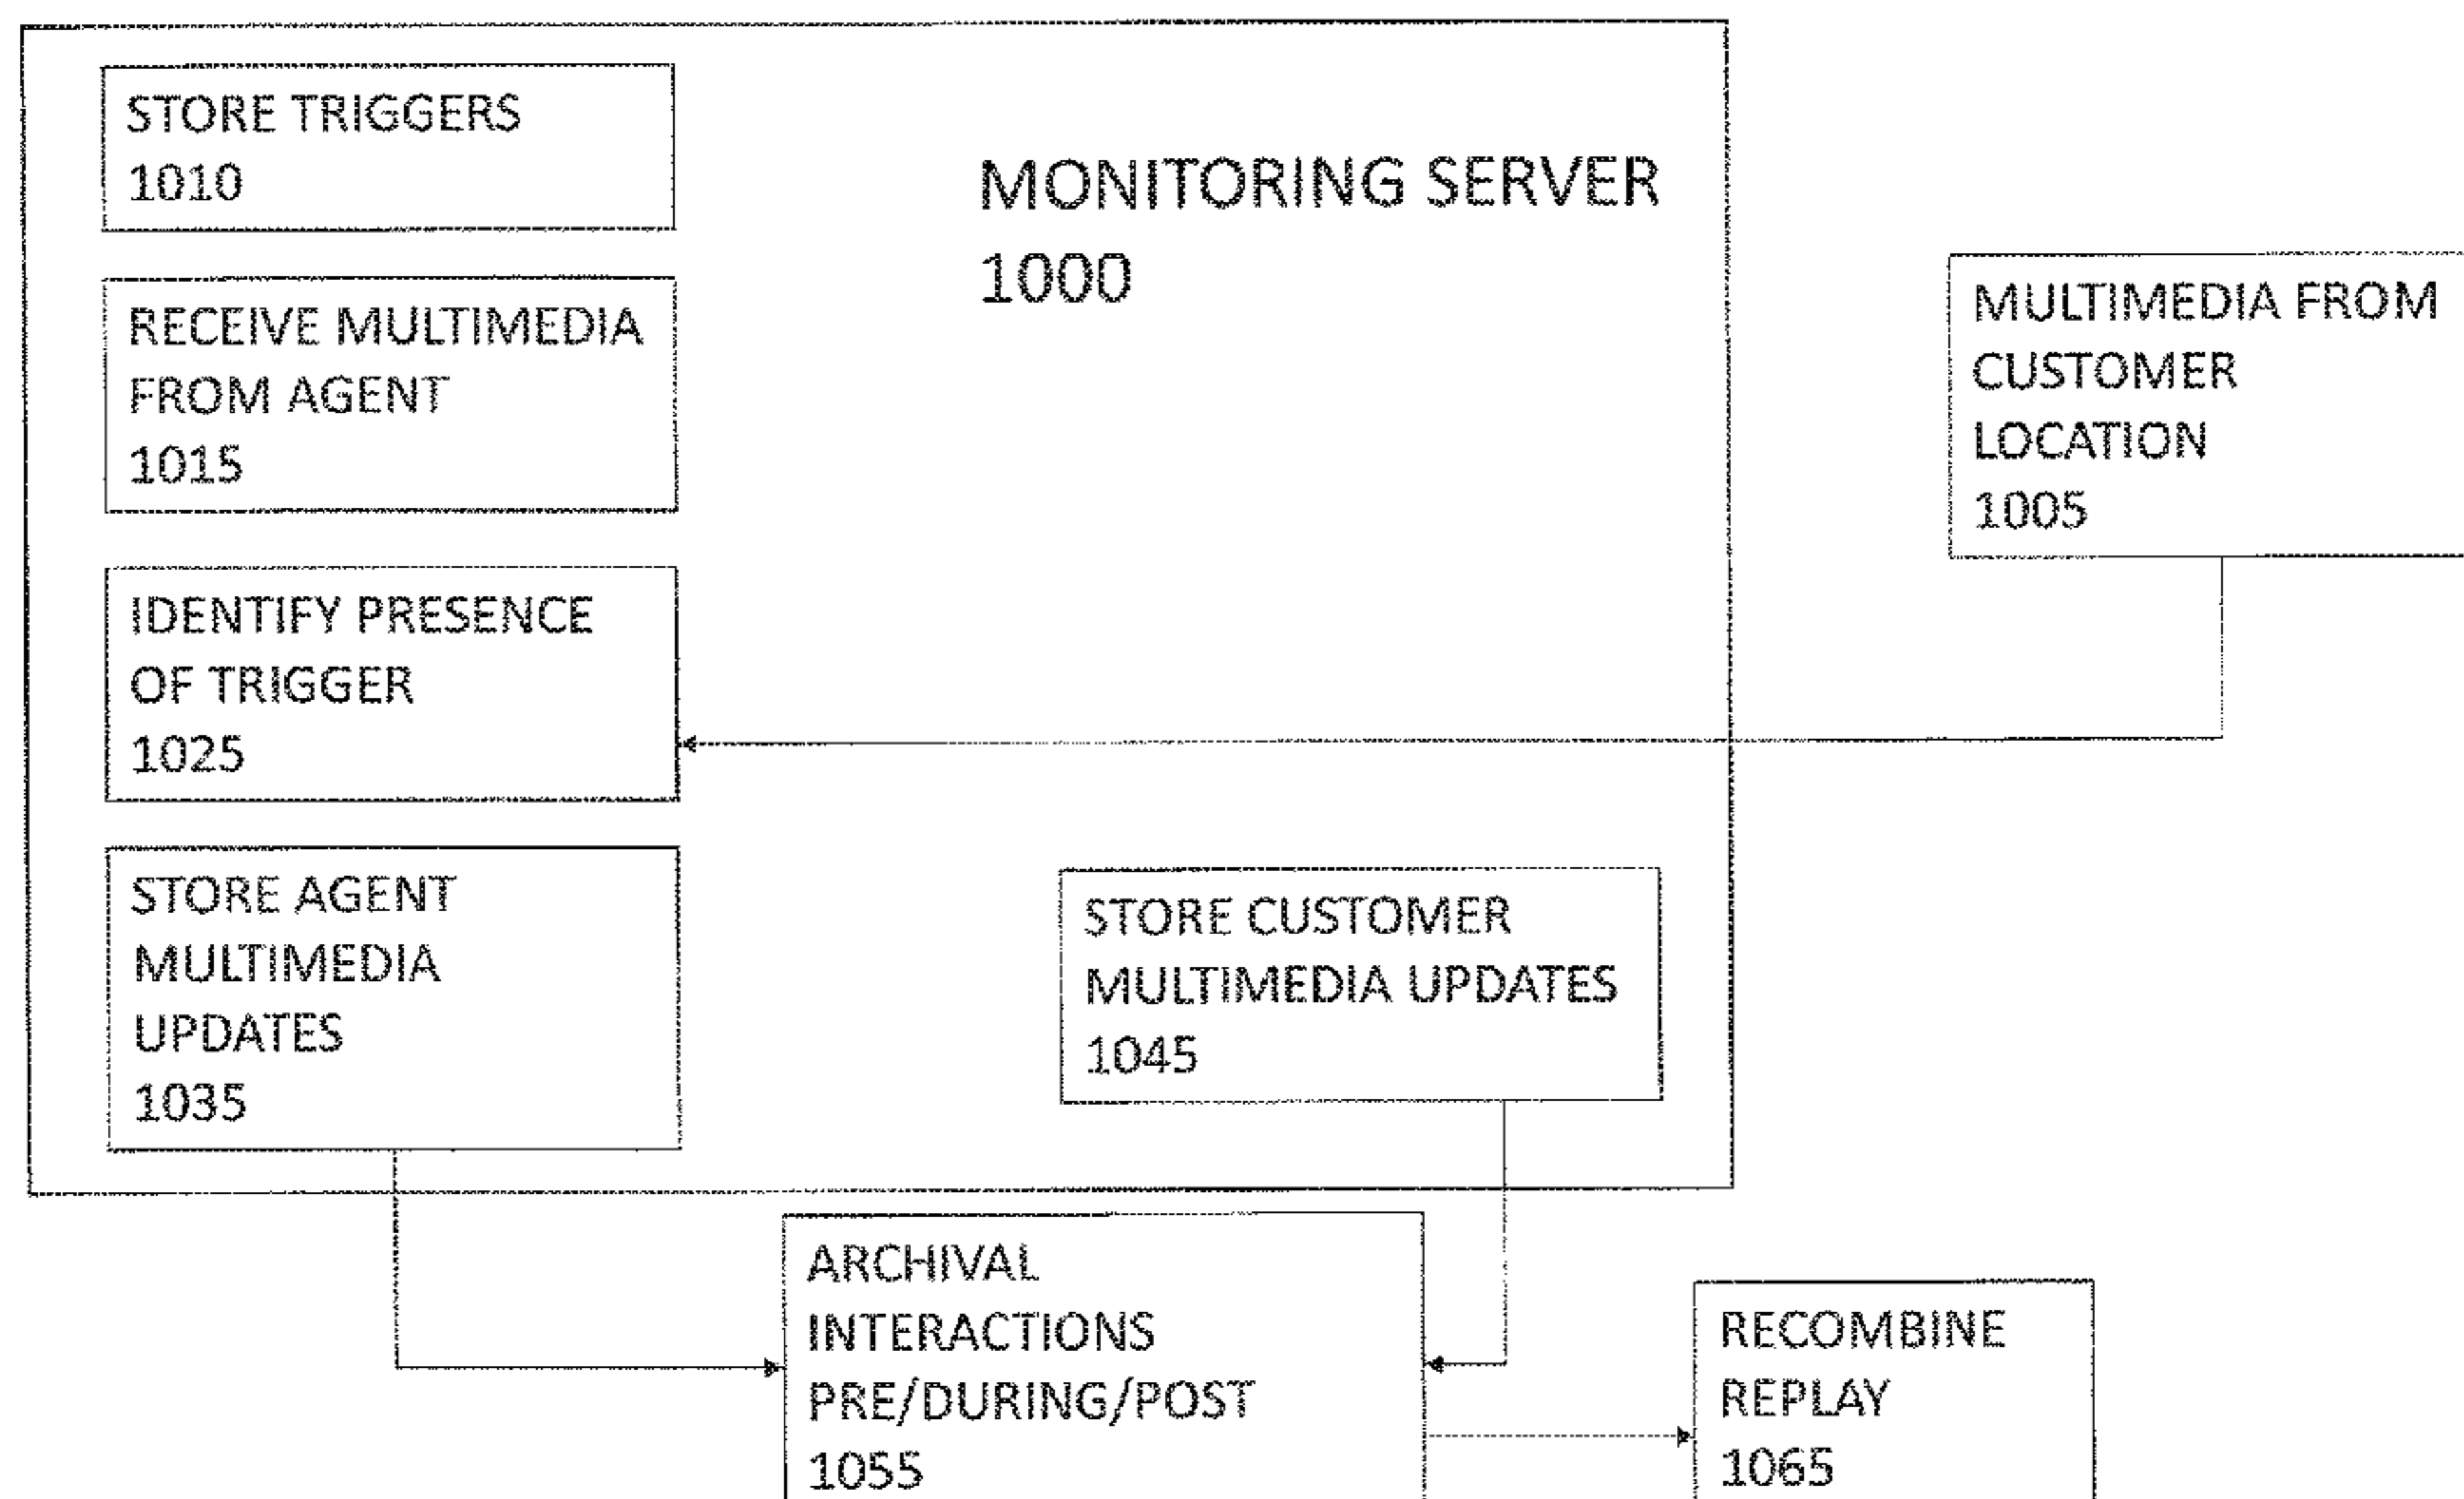 STORE TRIGGERS
1010
MONITORING SERVER
1000
RECEIVE MULTIMEDIA
FROM AGENT
1015
MULTIMEDIA FROM
CUSTOMER
LOCATION
1005
IDENTIFY PRESENCE
OF TRIGGER
1025
STORE AGENT
MULTIMEDIA
UPDATES
1035
STORE CUSTOMER
MULTIMEDIA UPDATES
1045
ARCHIVAL
INTERACTIONS
PRE/DURING/POST
1055
RECOMBINE
REPLAY
1065